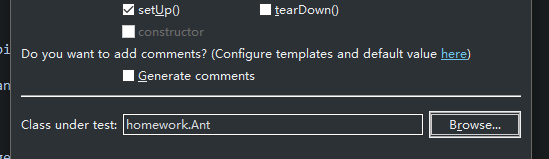 setUp() tearDown()
constructor
Do you want to add comments? (Configure templates and default value here)
Generate comments
Class under test: homework.Ant Browse...